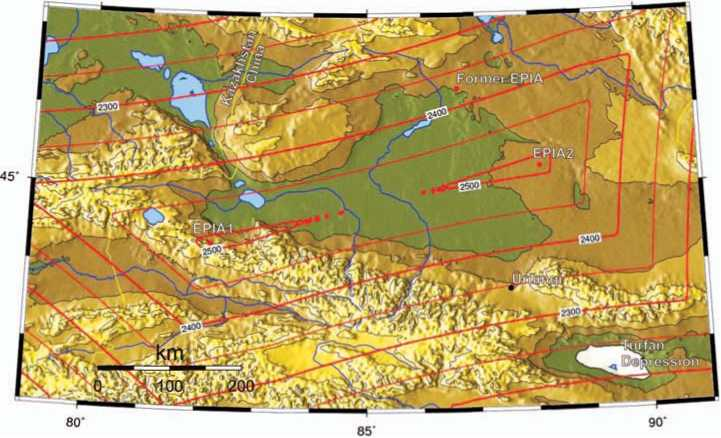 Kazakhstan
China
Former EPIA
2300
2400
45°
EPIA2
2500
EPIA1
2500
2400
Urumqi
2300
2400
Turfan
Depression
km
0 100 200
80°
85°
90°